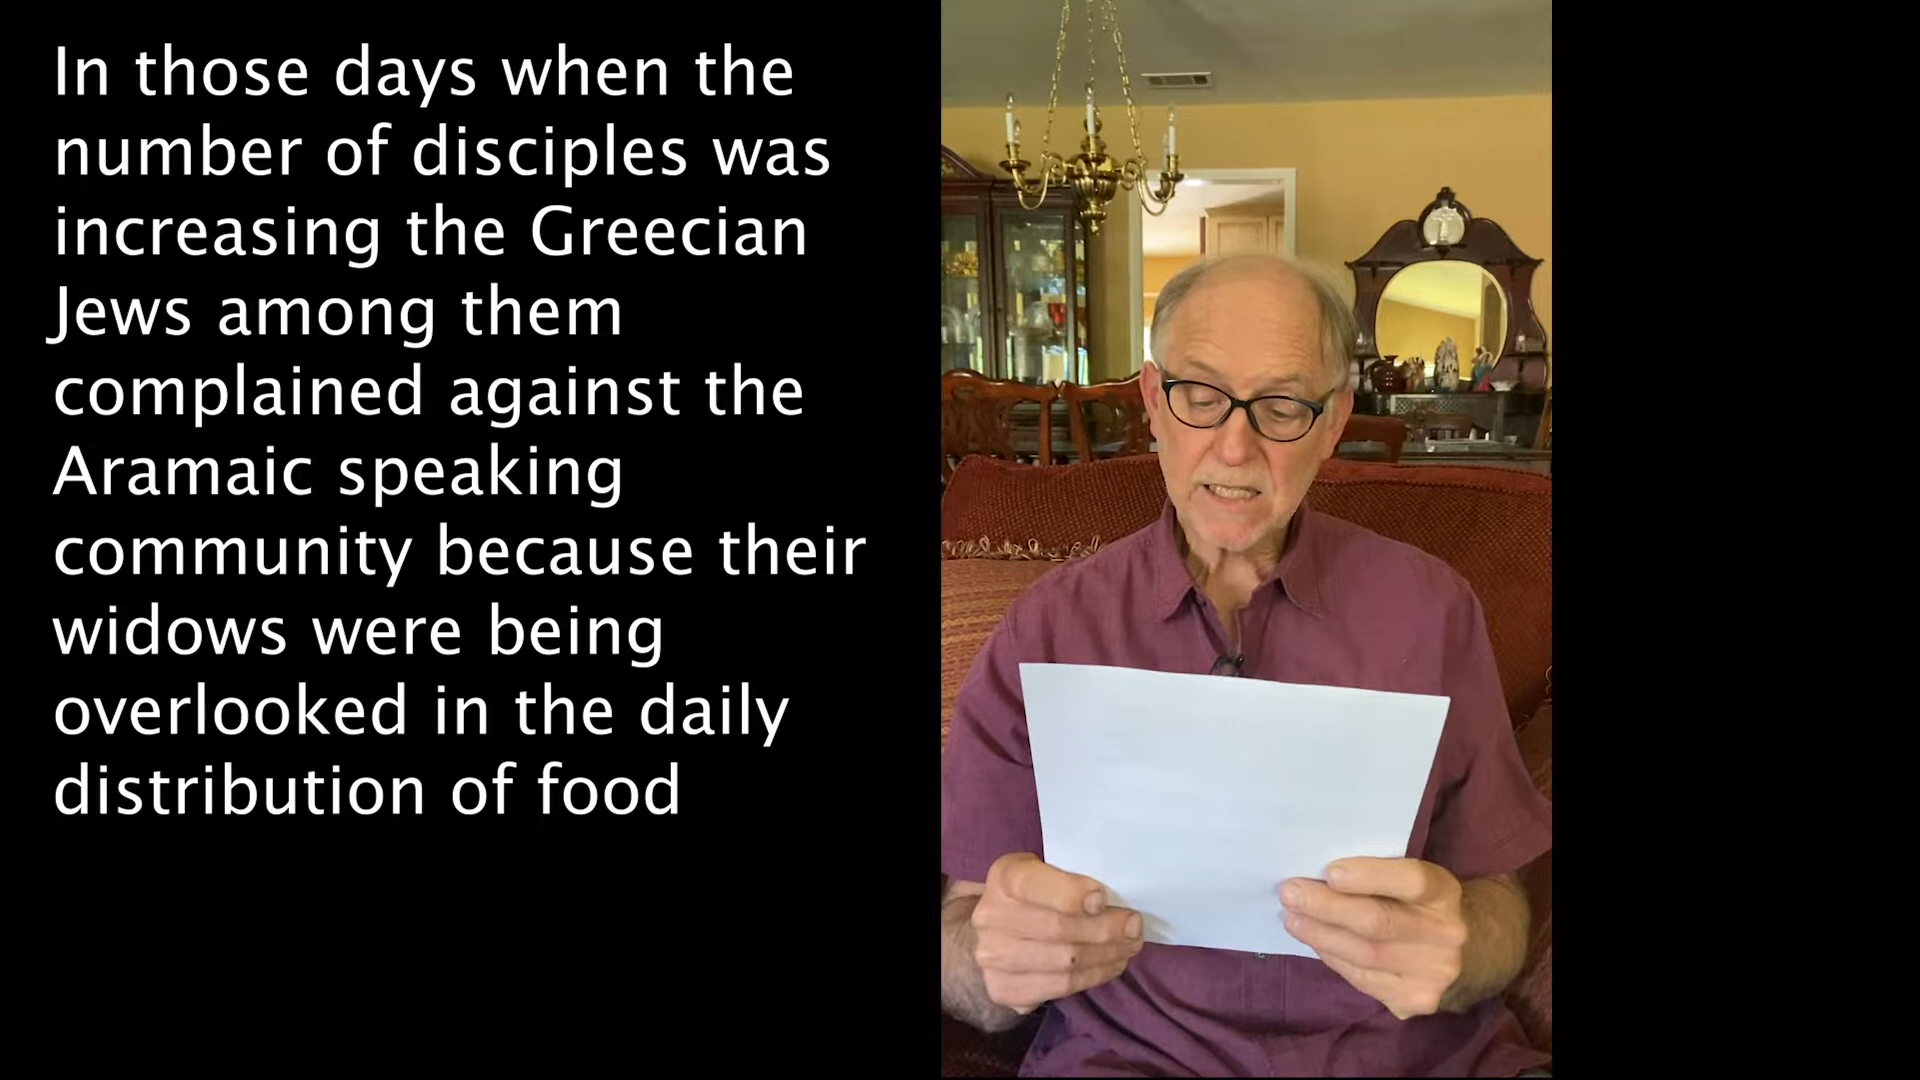 In those days when the
number of disciples was
increasing the Greecian
Jews among them
complained against the
Aramaic speaking
community because their
widows were being
overlooked in the daily
distribution of food